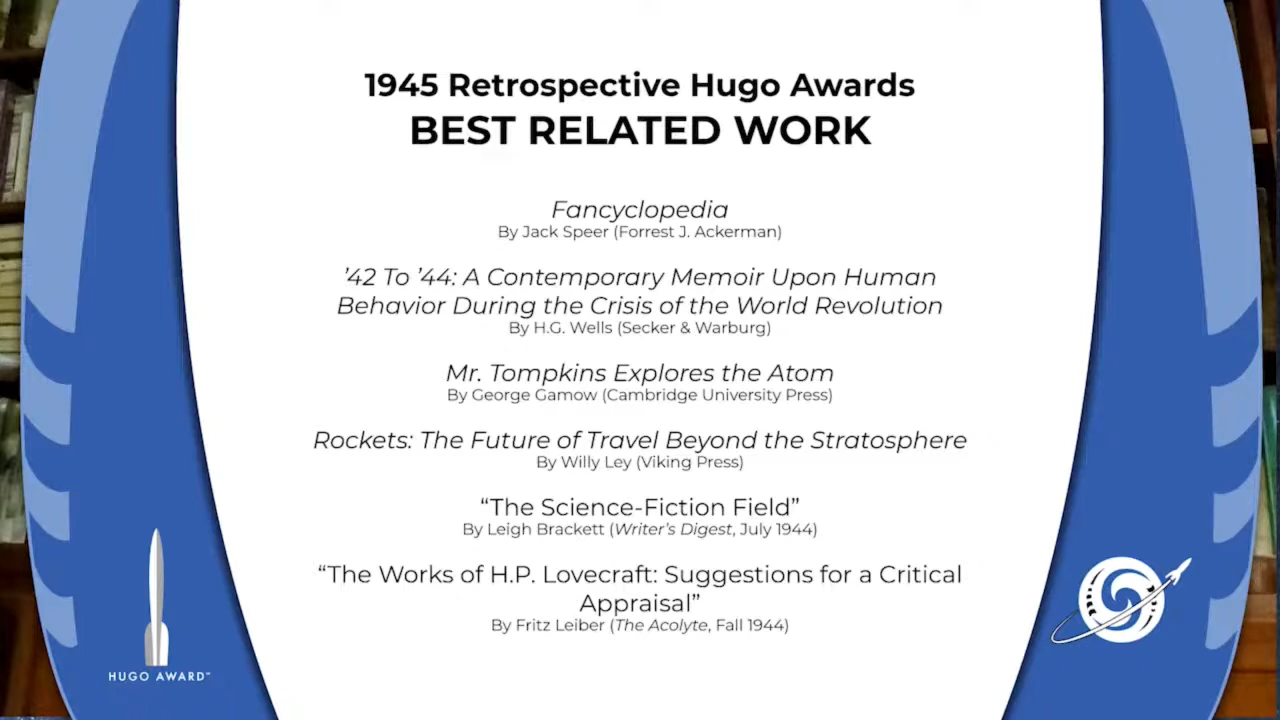 1945 Retrospective Hugo Awards
BEST RELATED WORK
Fancyclopedia
By Jack Speer (Forrest J. Ackerman)
’42 To ’44: A Contemporary Memoir Upon Human
Behavior During the Crisis of the World Revolution
By H.G. Wells (Secker & Warburg)
Mr. Tompkins Explores the Atom
By George Gamow (Cambridge University Press)
Rockets: The Future of Travel Beyond the Stratosphere
By Willy Ley (Viking Press)
“The Science-Fiction Field”
By Leigh Brackett (Writer’s Digest, July 1944)
“The Works of H.P. Lovecraft: Suggestions for a Critical
Appraisal”
By Fritz Leiber (The Acolyte, Fall 1944)
HUGO AWARD™